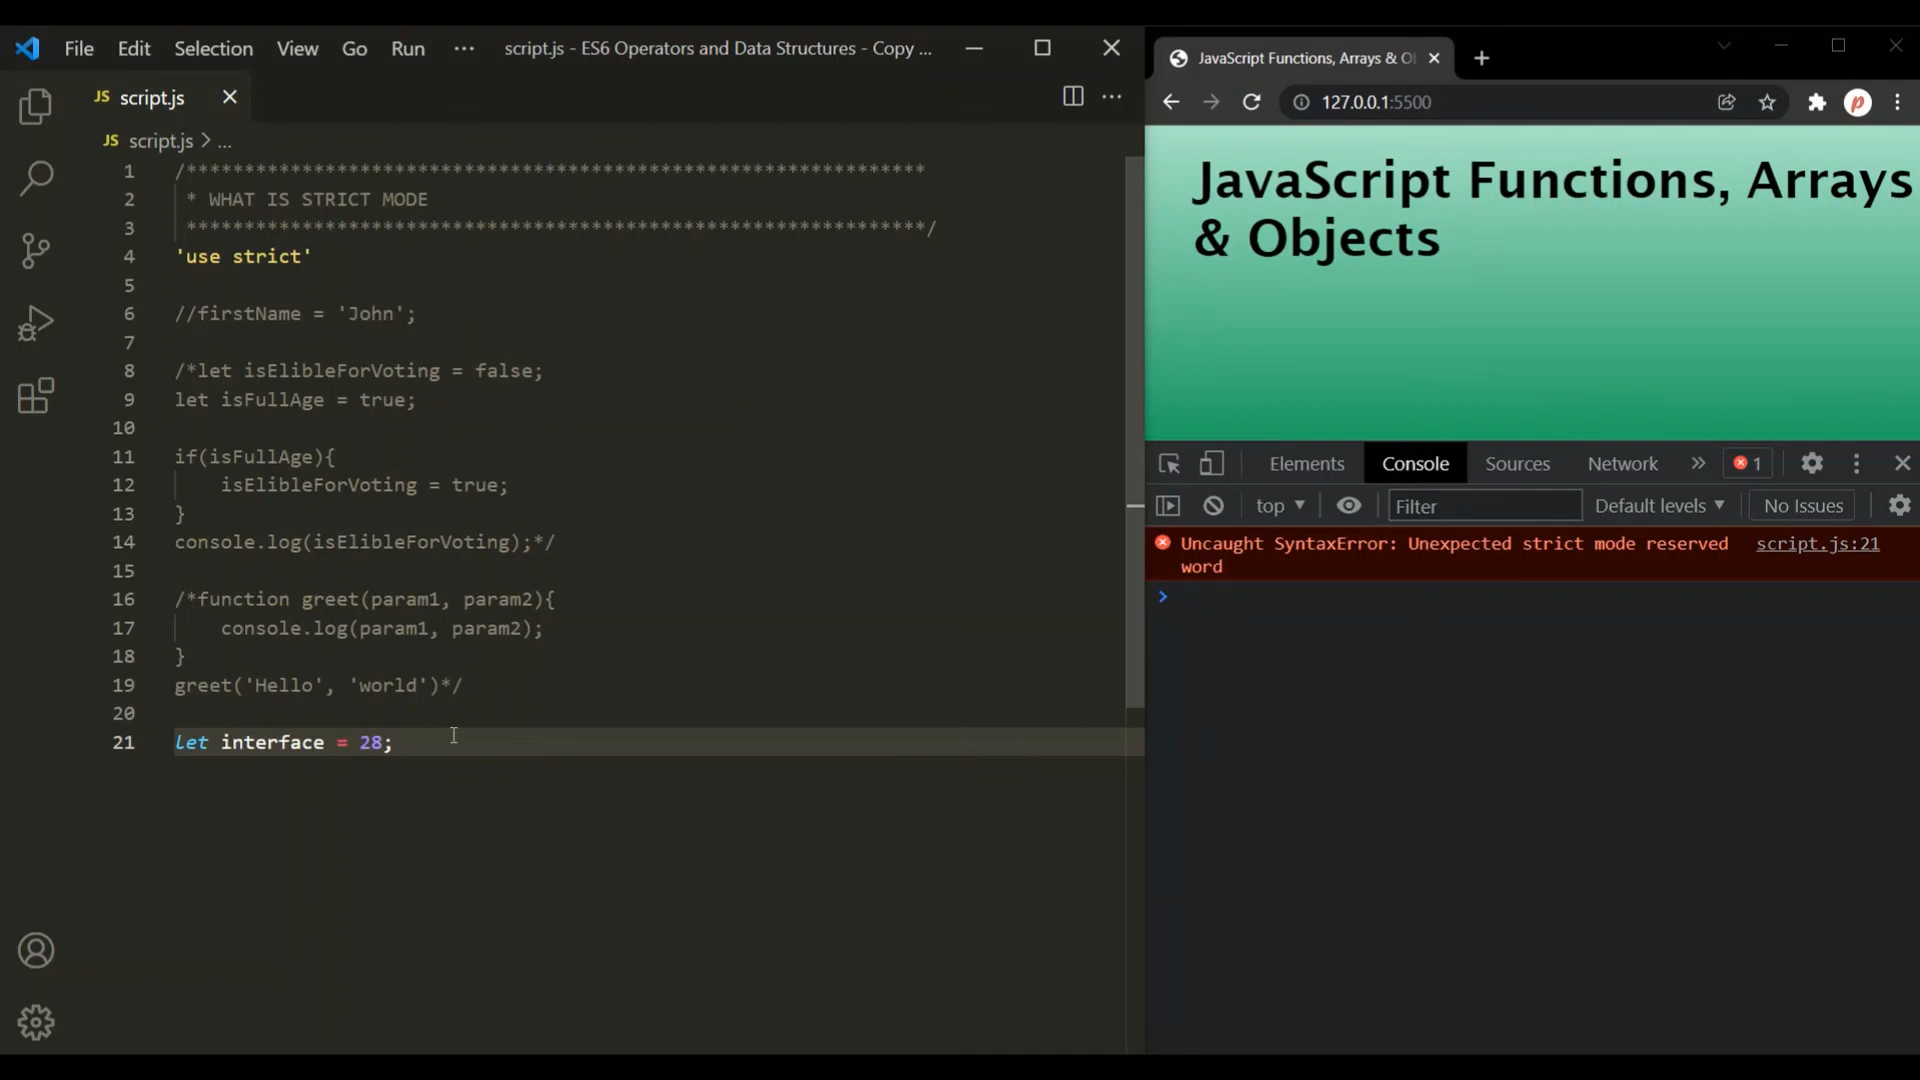 File Edit Selection View Go Run ··· script.js - ES6 Operators and Data Structures - Copy ...
JS script.js
JS script.js > ...
1 /****************************************************************
2 * WHAT IS STRICT MODE
3 ****************************************************************/
4 'use strict'
5
6 //firstName = 'John';
7
8 /*let isElibleForVoting = false;
9 let isFullAge = true;
10
11 if(isFullAge){
12 isElibleForVoting = true;
13 }
14 console.log(isElibleForVoting);*/
15
16 /*function greet(param1, param2){
17 console.log(param1, param2);
18 }
19 greet('Hello', 'world')*/
20
21 let interface = 28;
JavaScript Functions, Arrays & O
127.0.0.1:5500
JavaScript Functions, Arrays
& Objects
Elements Console Sources Network » 1
top Filter Default levels No Issues
Uncaught SyntaxError: Unexpected strict mode reserved script.js:21
word
>